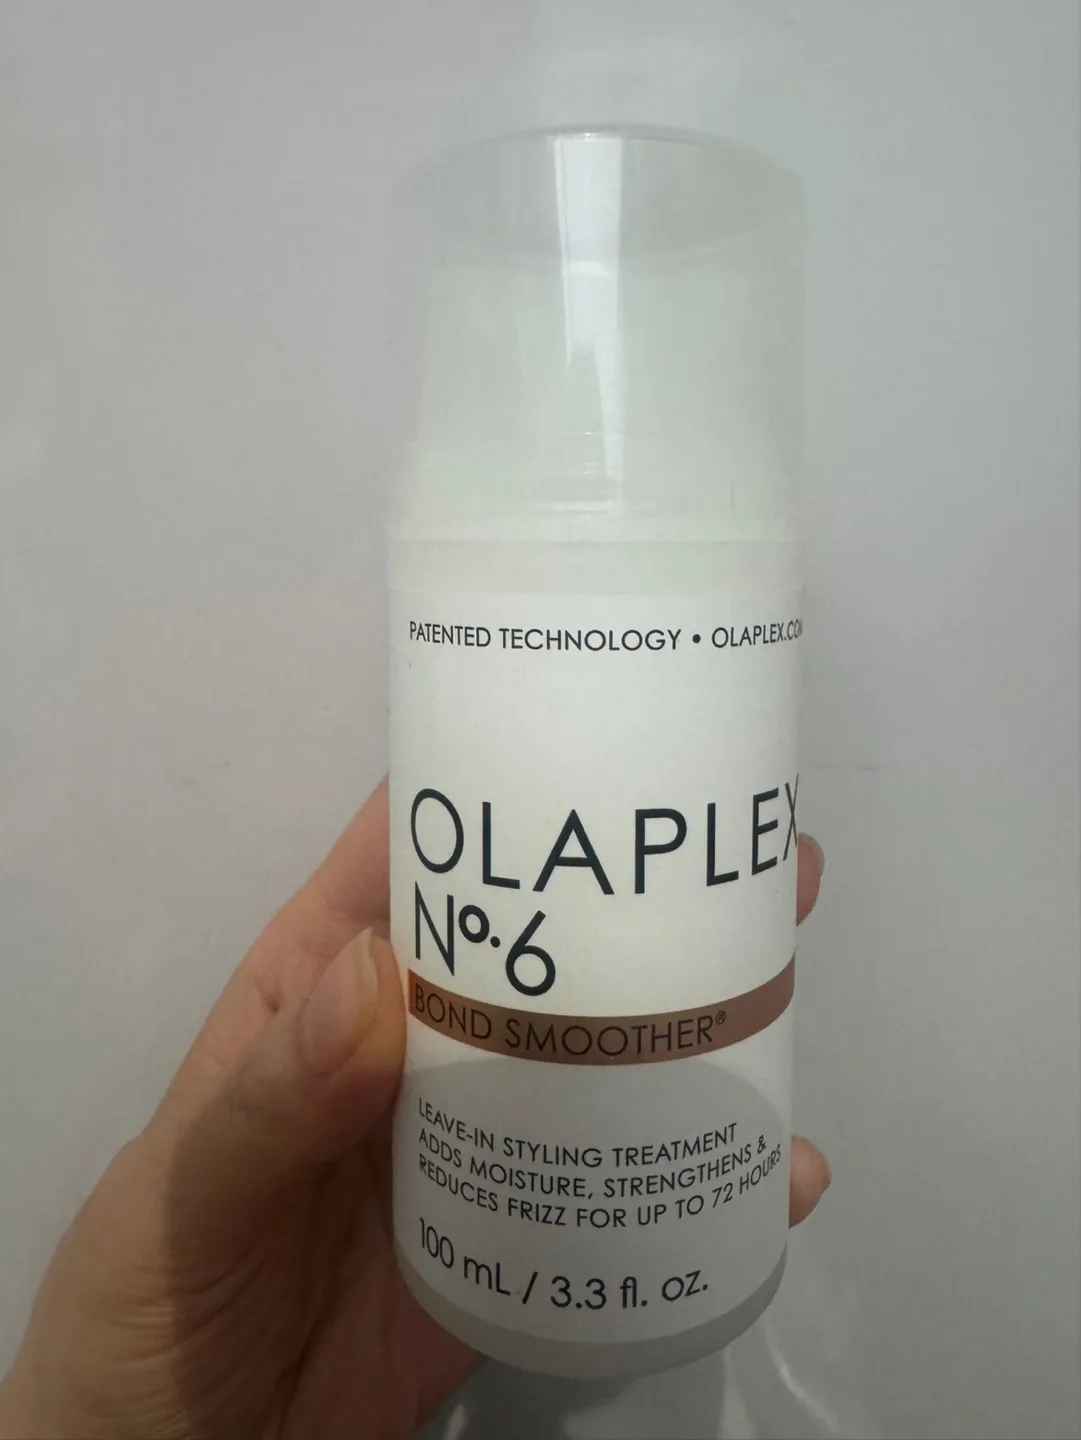 PATENTED TECHNOLOGY • OLAPLEX.COM
OLAPLEX
Nº.6
BOND SMOOTHER®
LEAVE-IN STYLING TREATMENT
ADDS MOISTURE, STRENGTHENS &
REDUCES FRIZZ FOR UP TO 72 HOURS
100 mL / 3.3 fl. oz.